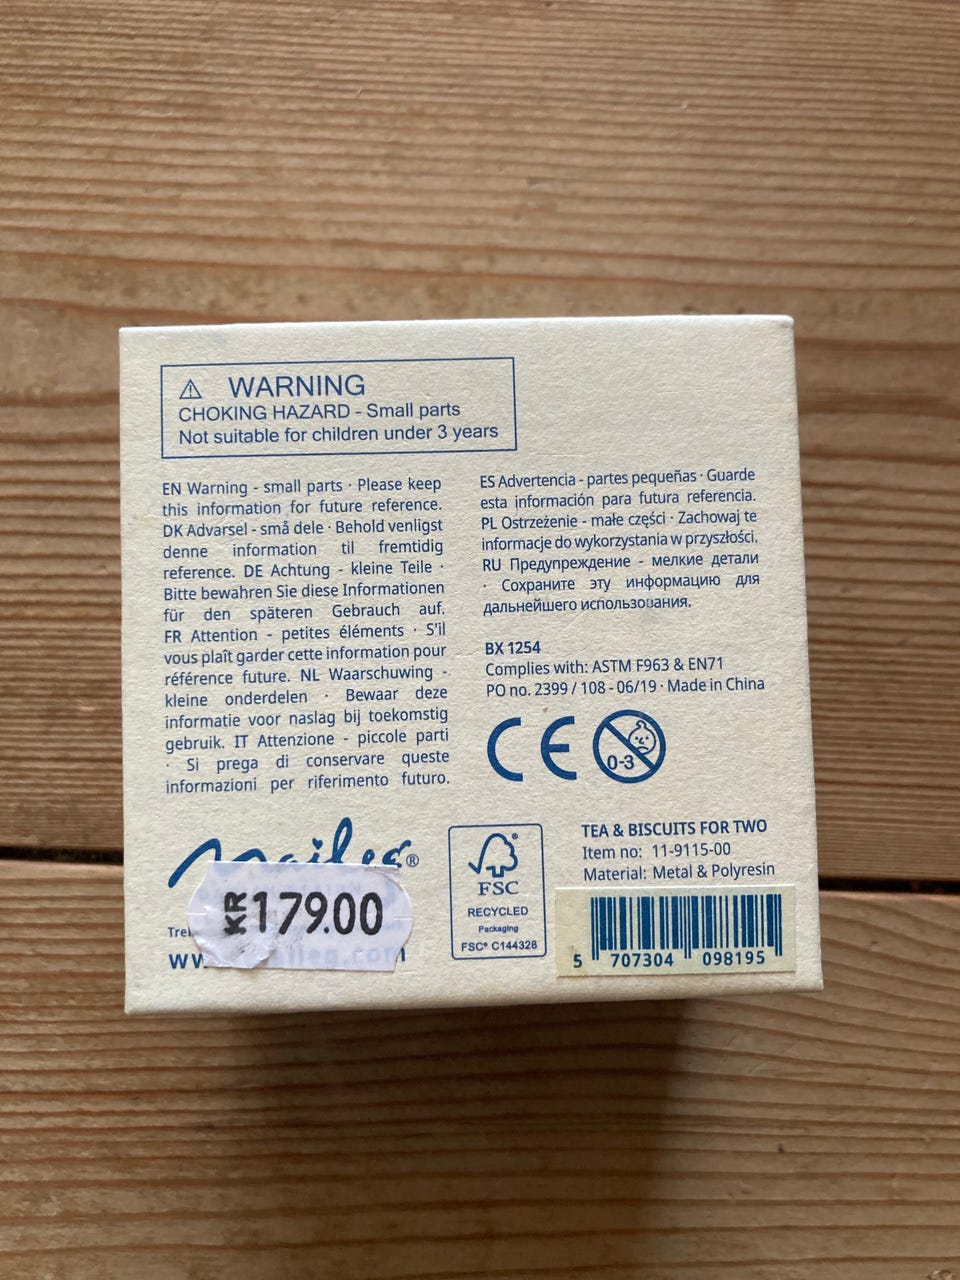 WARNING
CHOKING HAZARD - Small parts
Not suitable for children under 3 years
EN Warning - small parts · Please keep
this information for future reference.
DK Advarsel - små dele · Behold venligst
denne information til fremtidig
reference. DE Achtung - kleine Teile ·
Bitte bewahren Sie diese Informationen
für den späteren Gebrauch auf.
FR Attention - petites éléments · S'il
vous plaît garder cette information pour
référence future. NL Waarschuwing -
kleine onderdelen · Bewaar deze
informatie voor naslag bij toekomstig
gebruik. IT Attenzione - piccole parti
· Si prega di conservare queste
informazioni per riferimento futuro.
ES Advertencia - partes pequeñas · Guarde
esta información para futura referencia.
PL Ostrzeżenie - małe części · Zachowaj te
informacje do wykorzystania w przyszłości.
RU Предупреждение - мелкие детали
· Сохраните эту информацию для
дальнейшего использования.
BX 1254
Complies with: ASTM F963 & EN71
PO no. 2399 / 108 - 06/19 · Made in China
CE
0-3
Maileg®
KR 179.00
FSC
RECYCLED
Packaging
FSC® C144328
TEA & BISCUITS FOR TWO
Item no: 11-9115-00
Material: Metal & Polyresin
5 707304 098195